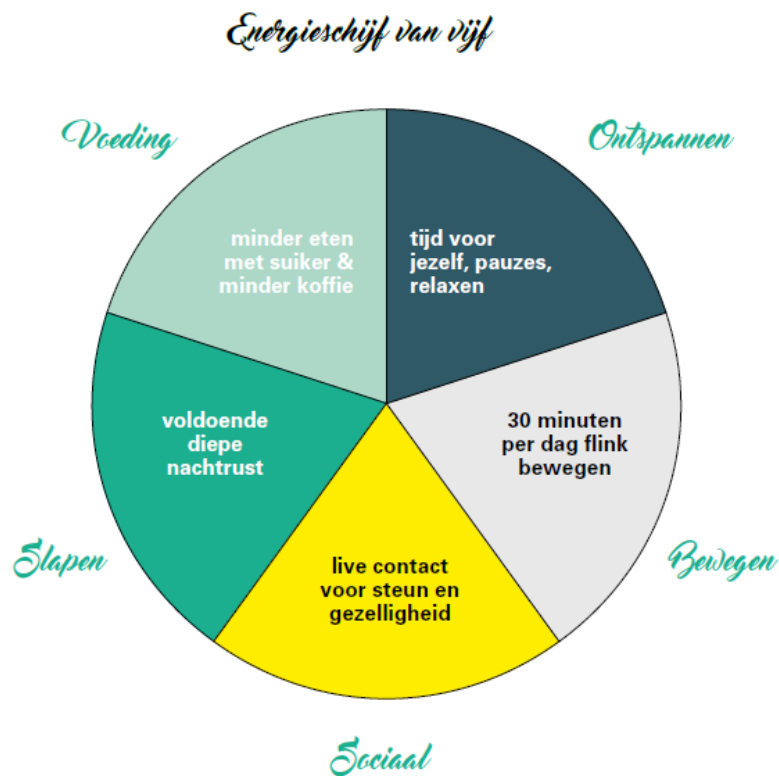 Energieschijf van vijf
Voeding
minder eten
met suiker &
minder koffie
Ontspannen
tijd voor
jezelf, pauzes,
relaxen
30 minuten
per dag flink
bewegen
Bewegen
voldoende
diepe
nachtrust
Slapen
live contact
voor steun en
gezelligheid
Sociaal